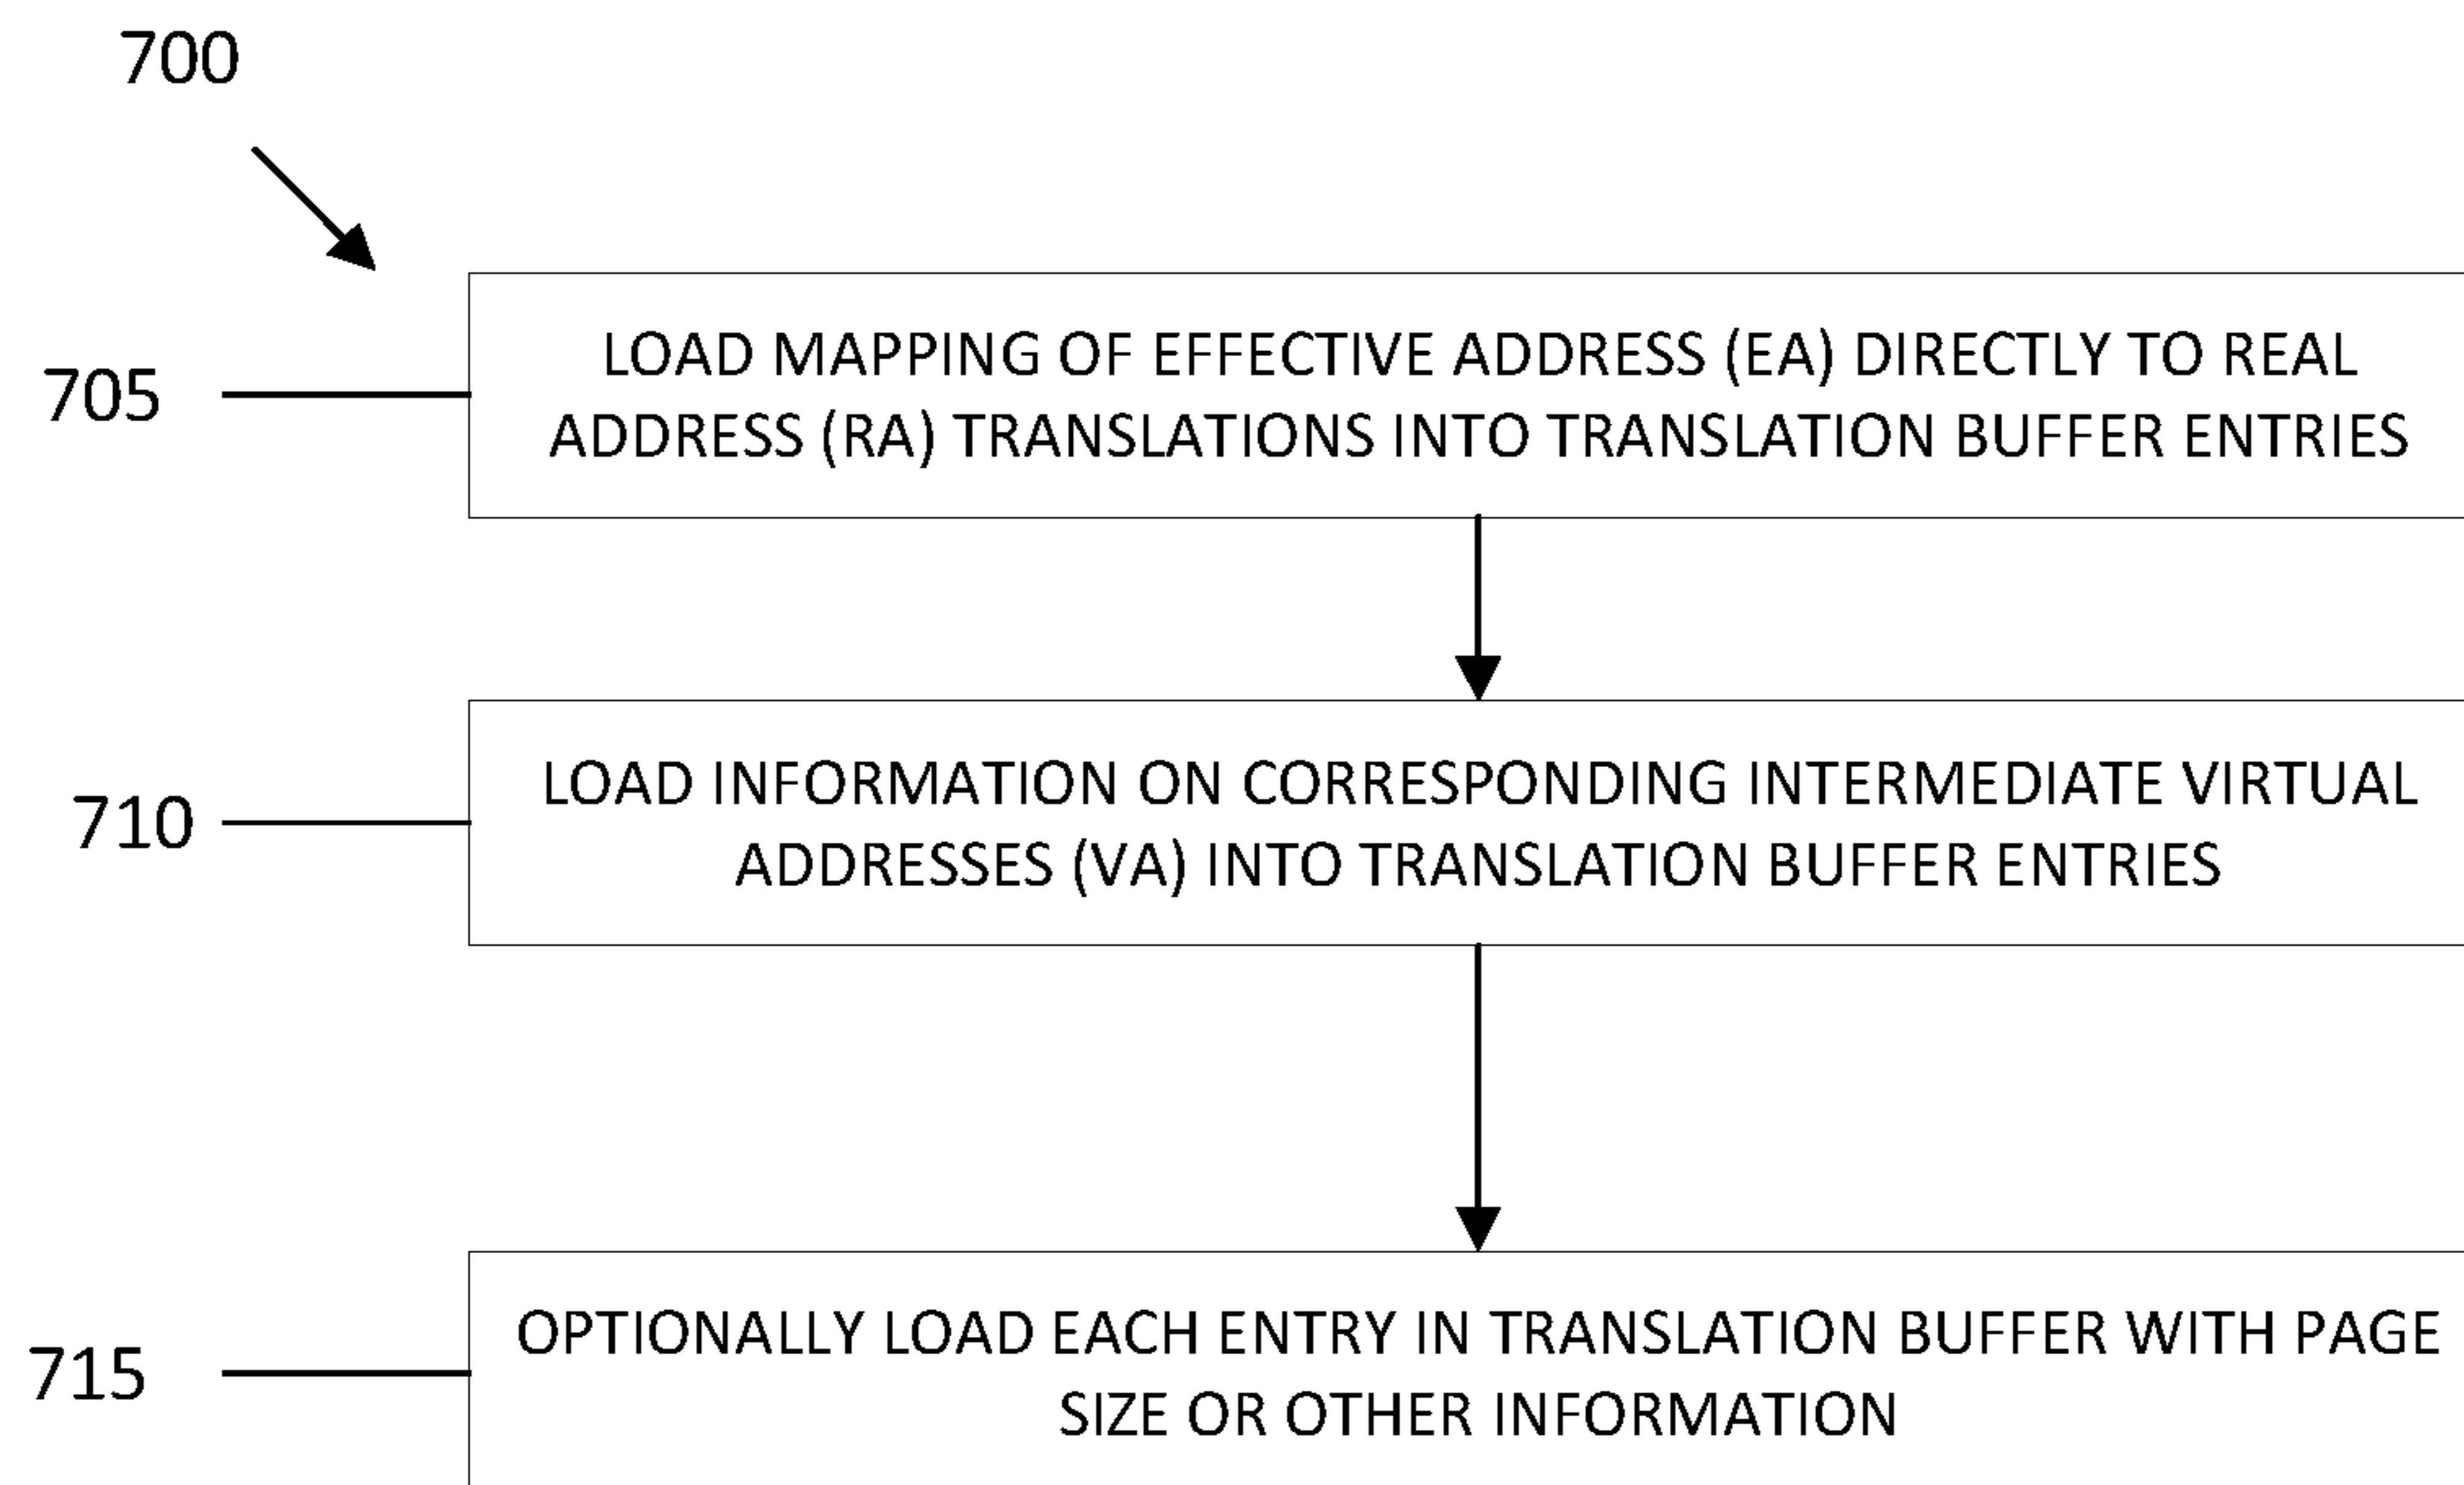 700
705
LOAD MAPPING OF EFFECTIVE ADDRESS (EA) DIRECTLY TO REAL
ADDRESS (RA) TRANSLATIONS INTO TRANSLATION BUFFER ENTRIES
710
LOAD INFORMATION ON CORRESPONDING INTERMEDIATE VIRTUAL
ADDRESSES (VA) INTO TRANSLATION BUFFER ENTRIES
715
OPTIONALLY LOAD EACH ENTRY IN TRANSLATION BUFFER WITH PAGE
SIZE OR OTHER INFORMATION